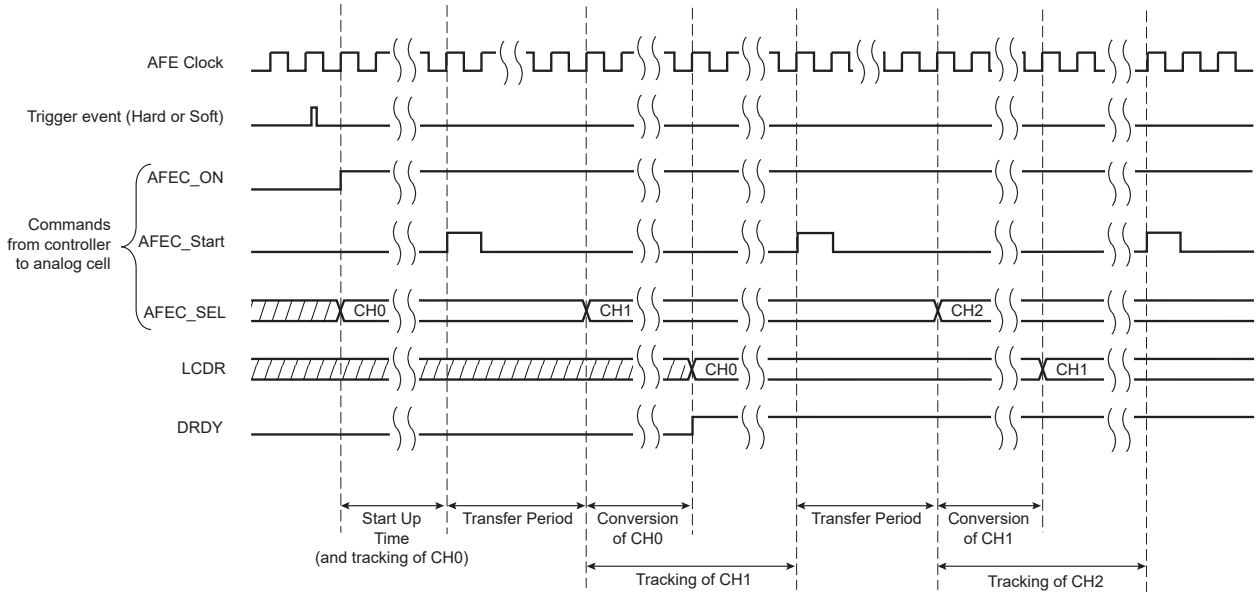 AFE Clock
Trigger event (Hard or Soft)
AFEC_ON
Commands
from controller
to analog cell
AFEC_Start
AFEC_SEL
CH0
CH1
CH2
LCDR
CH0
CH1
DRDY
Start Up
Time
(and tracking of CH0)
Transfer Period
Conversion
of CH0
Transfer Period
Conversion
of CH1
Tracking of CH1
Tracking of CH2